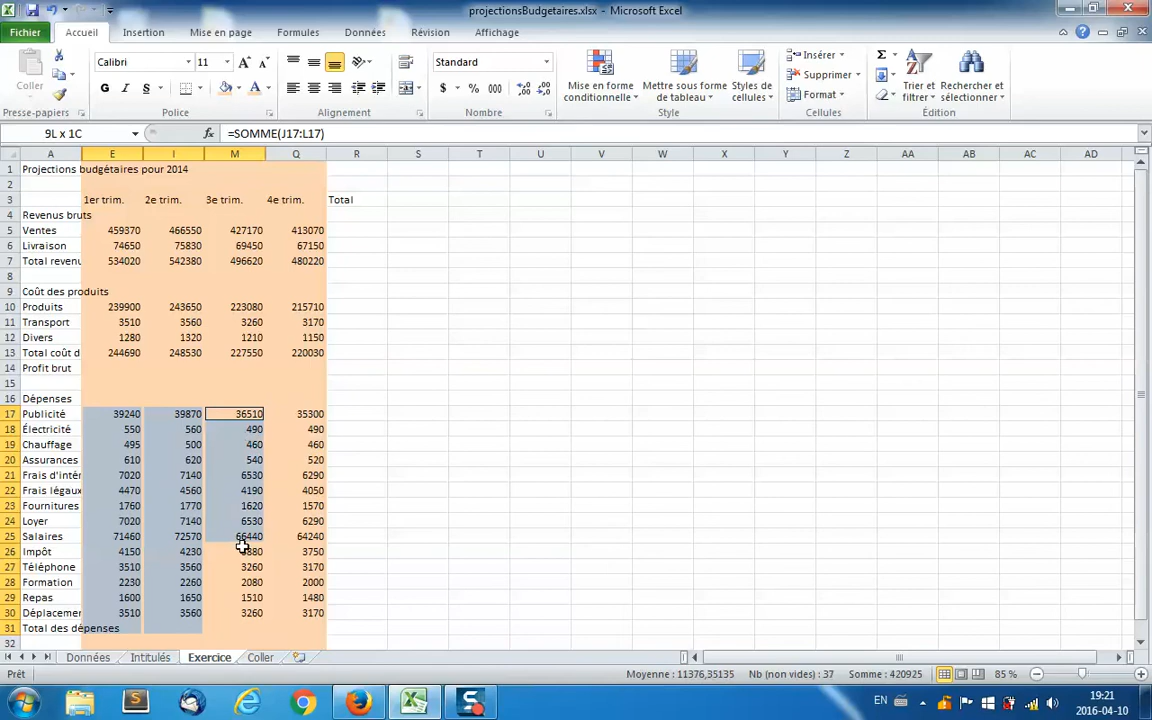 projectionsBudgetaires.xlsx - Microsoft Excel
Fichier Accueil Insertion Mise en page Formules Données Révision Affichage
Coller
Calibri 11
G I S
Standard
$ % 000
Mise en forme conditionnelle
Mettre sous forme de tableau
Styles de cellules
Insérer
Supprimer
Format
Σ
Trier et filtrer
Rechercher et sélectionner
Presse-papiers Police Alignement Nombre Style Cellules Édition
9L x 1C fx =SOMME(J17:L17)
A E I M Q R S T U V W X Y Z AA AB AC AD
1 Projections budgétaires pour 2014
2
3 1er trim. 2e trim. 3e trim. 4e trim. Total
4 Revenus bruts
5 Ventes 459370 466550 427170 413070
6 Livraison 74650 75830 69450 67150
7 Total revenu 534020 542380 496620 480220
8
9 Coût des produits
10 Produits 239900 243650 223080 215710
11 Transport 3510 3560 3260 3170
12 Divers 1280 1320 1210 1150
13 Total coût d 244690 248530 227550 220030
14 Profit brut
15
16 Dépenses
17 Publicité 39240 39870 36510 35300
18 Électricité 550 560 490 490
19 Chauffage 495 500 460 460
20 Assurances 610 620 540 520
21 Frais d'intér 7020 7140 6530 6290
22 Frais légaux 4470 4560 4190 4050
23 Fournitures 1760 1770 1620 1570
24 Loyer 7020 7140 6530 6290
25 Salaires 71460 72570 66440 64240
26 Impôt 4150 4230 3880 3750
27 Téléphone 3510 3560 3260 3170
28 Formation 2230 2260 2080 2000
29 Repas 1600 1650 1510 1480
30 Déplacemen 3510 3560 3260 3170
31 Total des dépenses
32
Données Intitulés Exercice Coller
Prêt Moyenne : 11376,35135 Nb (non vides) : 37 Somme : 420925 85 %
EN 19:21
2016-04-10